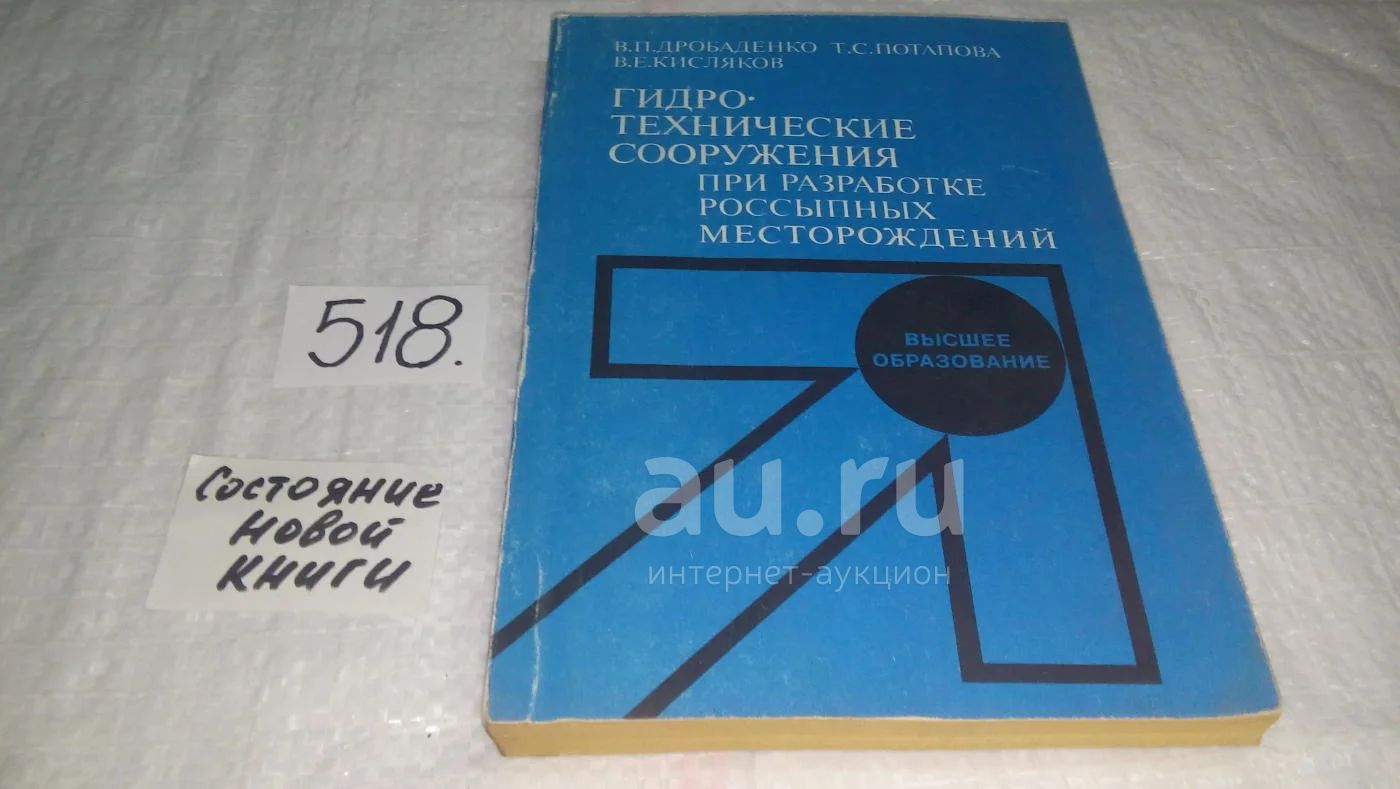 В.П.ДРОБАДЕНКО Т.С.ПОТАПОВА
В.Е.КИСЛЯКОВ
ГИДРО-
ТЕХНИЧЕСКИЕ
СООРУЖЕНИЯ
ПРИ РАЗРАБОТКЕ
РОССЫПНЫХ
МЕСТОРОЖДЕНИЙ
ВЫСШЕЕ
ОБРАЗОВАНИЕ
518.
Состояние
новой
книги
au.ru
интернет-аукцион